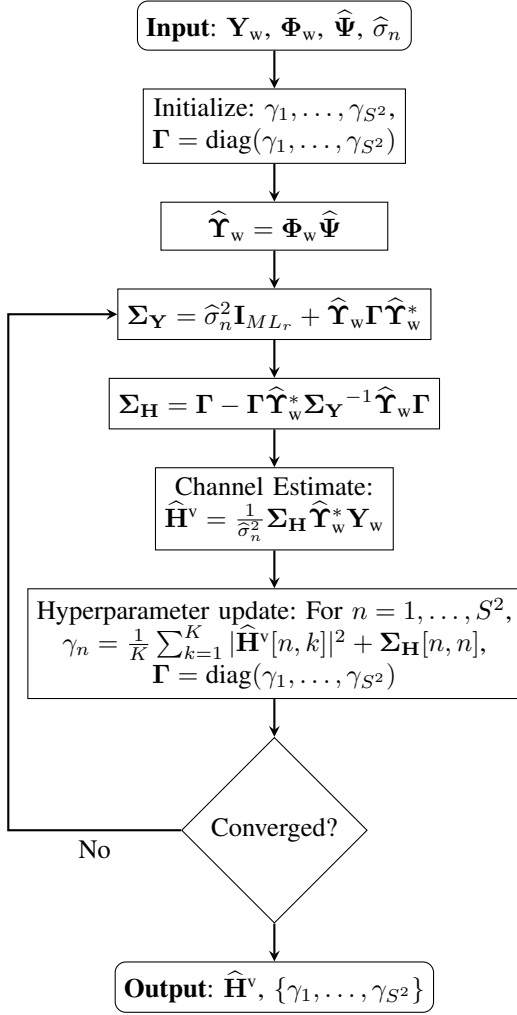 Input: Y_w, Φ_w, Ψ̂, σ̂_n
Initialize: γ_1, …, γ_{S^2},
Γ = diag(γ_1, …, γ_{S^2})
Υ̂_w = Φ_w Ψ̂
Σ_Y = σ̂_n^2 I_{ML_r} + Υ̂_w Γ Υ̂_w^*
Σ_H = Γ − Γ Υ̂_w^* Σ_Y^{−1} Υ̂_w Γ
Channel Estimate:
Ĥ^v = \frac{1}{σ̂_n^2} Σ_H Υ̂_w^* Y_w
Hyperparameter update: For n = 1, …, S^2,
γ_n = \frac{1}{K} ∑_{k=1}^{K} |Ĥ^v[n, k]|^2 + Σ_H[n, n],
Γ = diag(γ_1, …, γ_{S^2})
Converged?
No
Output: Ĥ^v, {γ_1, …, γ_{S^2}}